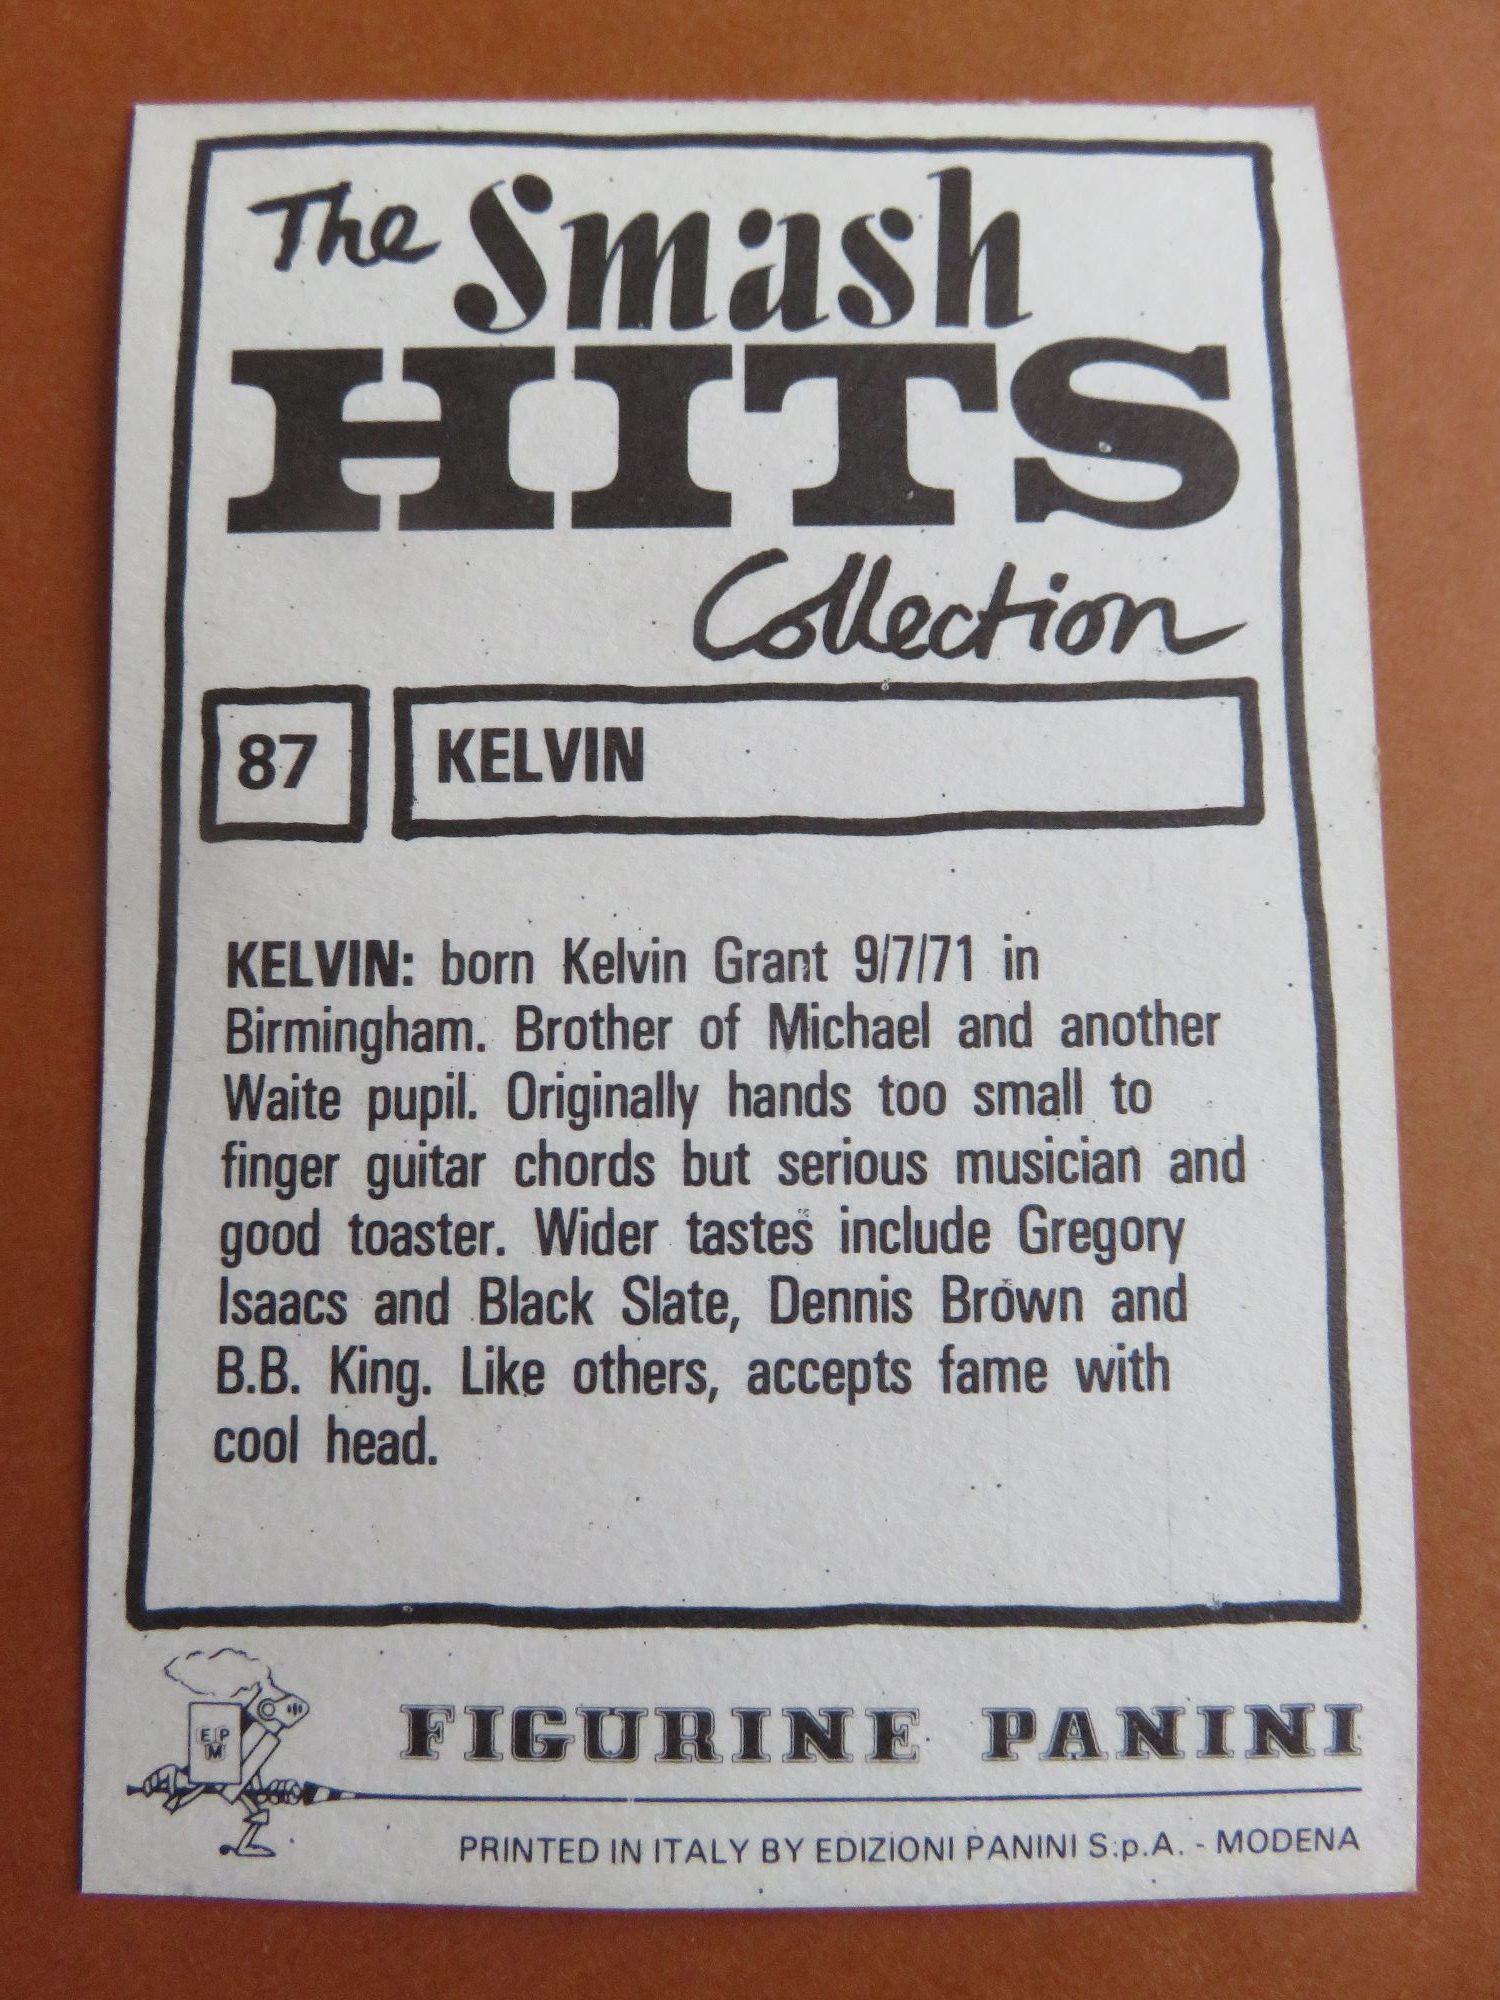 The Smash
HITS
Collection
87 KELVIN
KELVIN: born Kelvin Grant 9/7/71 in
Birmingham. Brother of Michael and another
Waite pupil. Originally hands too small to
finger guitar chords but serious musician and
good toaster. Wider tastes include Gregory
Isaacs and Black Slate, Dennis Brown and
B.B. King. Like others, accepts fame with
cool head.
EP
M
FIGURINE PANINI
PRINTED IN ITALY BY EDIZIONI PANINI S.p.A. - MODENA